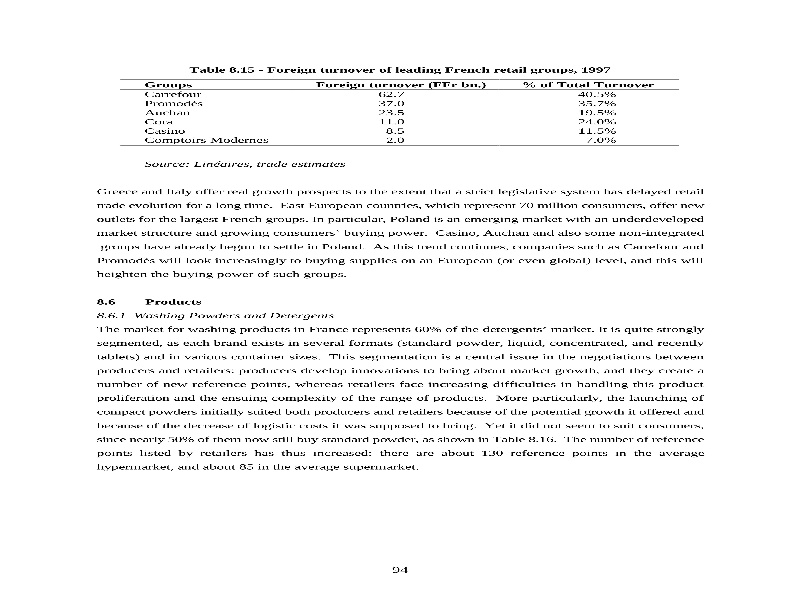 Table 8.15 - Foreign turnover of leading French retail groups, 1997
Groups Foreign turnover (FFr bn.) % of Total Turnover
Carrefour 62.7 40.5%
Promodès 37.0 35.7%
Auchan 23.5 19.5%
Cora 11.0 24.0%
Casino 8.5 11.5%
Comptoirs Modernes 2.0 7.0%
Source: Linéaires, trade estimates
Greece and Italy offer real growth prospects to the extent that a strict legislative system has delayed retail
trade evolution for a long time. East European countries, which represent 70 million consumers, offer new
outlets for the largest French groups. In particular, Poland is an emerging market with an underdeveloped
market structure and growing consumers' buying power. Casino, Auchan and also some non-integrated
groups have already begun to settle in Poland. As this trend continues, companies such as Carrefour and
Promodès will look increasingly to buying supplies on an European (or even global) level, and this will
heighten the buying power of such groups.
8.6 Products
8.6.1 Washing Powders and Detergents
The market for washing products in France represents 60% of the detergents' market. It is quite strongly
segmented, as each brand exists in several formats (standard powder, liquid, concentrated, and recently
tablets) and in various container sizes. This segmentation is a central issue in the negotiations between
producers and retailers: producers develop innovations to bring about market growth, and they create a
number of new reference points, whereas retailers face increasing difficulties in handling this product
proliferation and the ensuing complexity of the range of products. More particularly, the launching of
compact powders initially suited both producers and retailers because of the potential growth it offered and
because of the decrease of logistic costs it was supposed to bring. Yet it did not seem to suit consumers,
since nearly 50% of them now still buy standard powder, as shown in Table 8.16. The number of reference
points listed by retailers has thus increased: there are about 130 reference points in the average
hypermarket, and about 85 in the average supermarket.
94